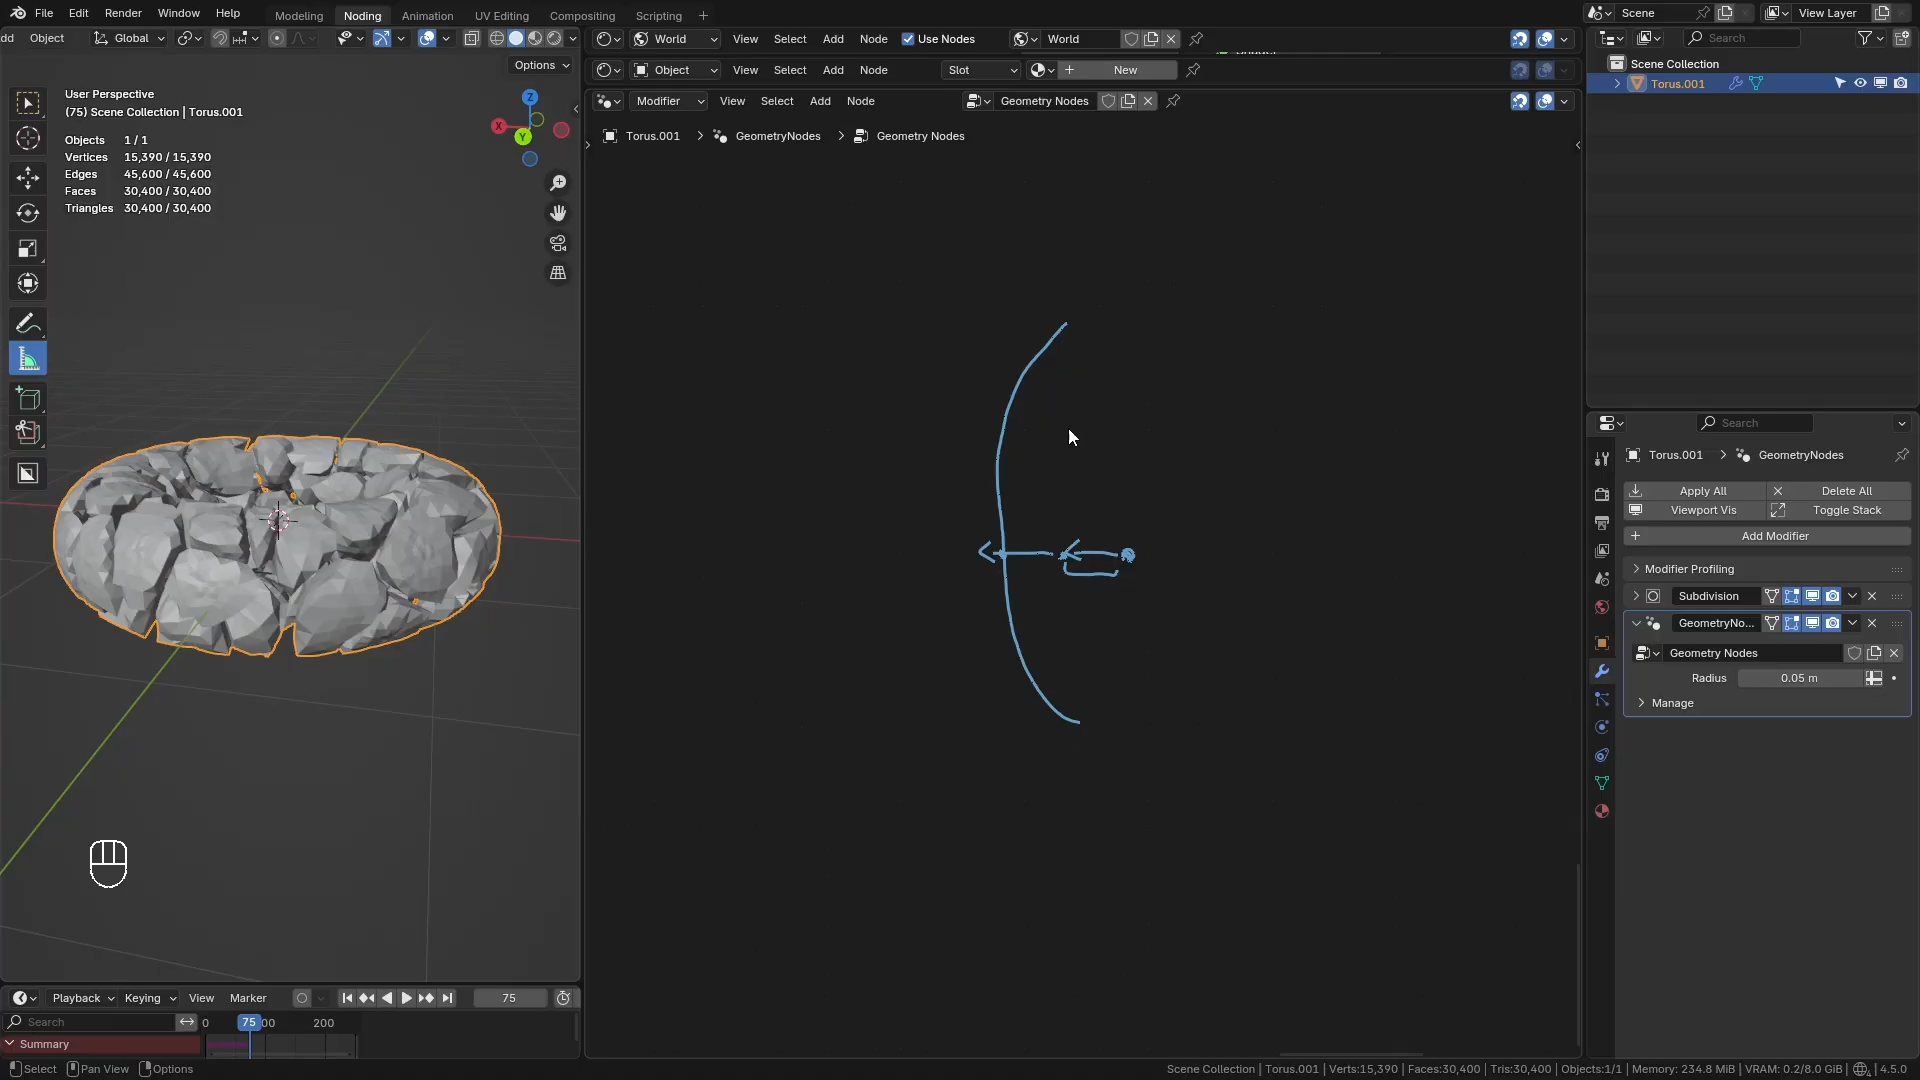 File Edit Render Window Help Modeling Noding Animation UV Editing Compositing Scripting + Scene View Layer
dd Object Global World View Select Add Node Use Nodes World Search
Options Object View Select Add Node Slot New Scene Collection
Modifier View Select Add Node Geometry Nodes Torus.001
User Perspective
(75) Scene Collection | Torus.001
Torus.001 > GeometryNodes > Geometry Nodes
Objects 1 / 1
Vertices 15,390 / 15,390
Edges 45,600 / 45,600
Faces 30,400 / 30,400
Triangles 30,400 / 30,400
Z
X
Y
Search
Torus.001 > GeometryNodes
Apply All Delete All
Viewport Vis Toggle Stack
Add Modifier
Modifier Profiling
Subdivision
GeometryNo...
Geometry Nodes
Radius 0.05 m
Manage
Playback Keying View Marker 75
Search 0 75 00 200
Summary
Select Pan View Options Scene Collection | Torus.001 | Verts:15,390 | Faces:30,400 | Tris:30,400 | Objects:1/1 | Memory: 234.8 MiB | VRAM: 0.2/8.0 GiB | 4.5.0